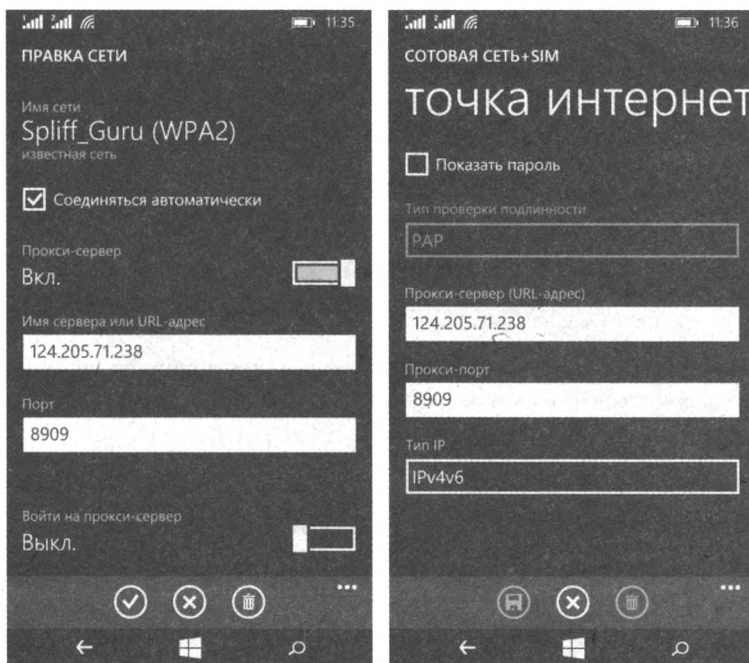 11:35
ПРАВКА СЕТИ
Имя сети
Spliff_Guru (WPA2)
известная сеть
Соединяться автоматически
Прокси-сервер
Вкл.
Имя сервера или URL-адрес
124.205.71.238
Порт
8909
Войти на прокси-сервер
Выкл.
11:36
СОТОВАЯ СЕТЬ+SIM
точка интернет
Показать пароль
Тип проверки подлинности
PAP
Прокси-сервер (URL-адрес)
124.205.71.238
Прокси-порт
8909
Тип IP
IPv4v6